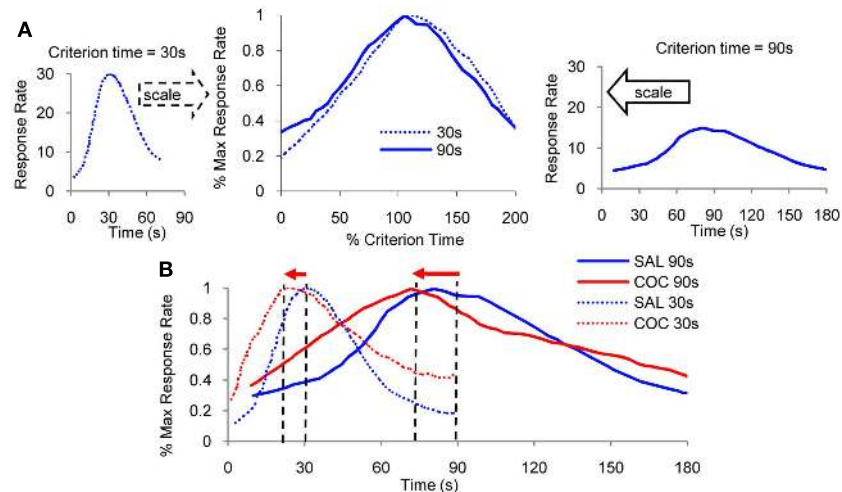 A
Criterion time = 30s
Response Rate
30
20
10
0
0 30 60 90
Time (s)
scale
% Max Response Rate
1
0.8
0.6
0.4
0.2
0
0 50 100 150 200
% Criterion Time
30s
90s
Criterion time = 90s
Response Rate
30
20
10
0
scale
0 30 60 90 120 150 180
Time (s)
B
% Max Response Rate
1
0.8
0.6
0.4
0.2
0
0 30 60 90 120 150 180
Time (s)
SAL 90s
COC 90s
SAL 30s
COC 30s